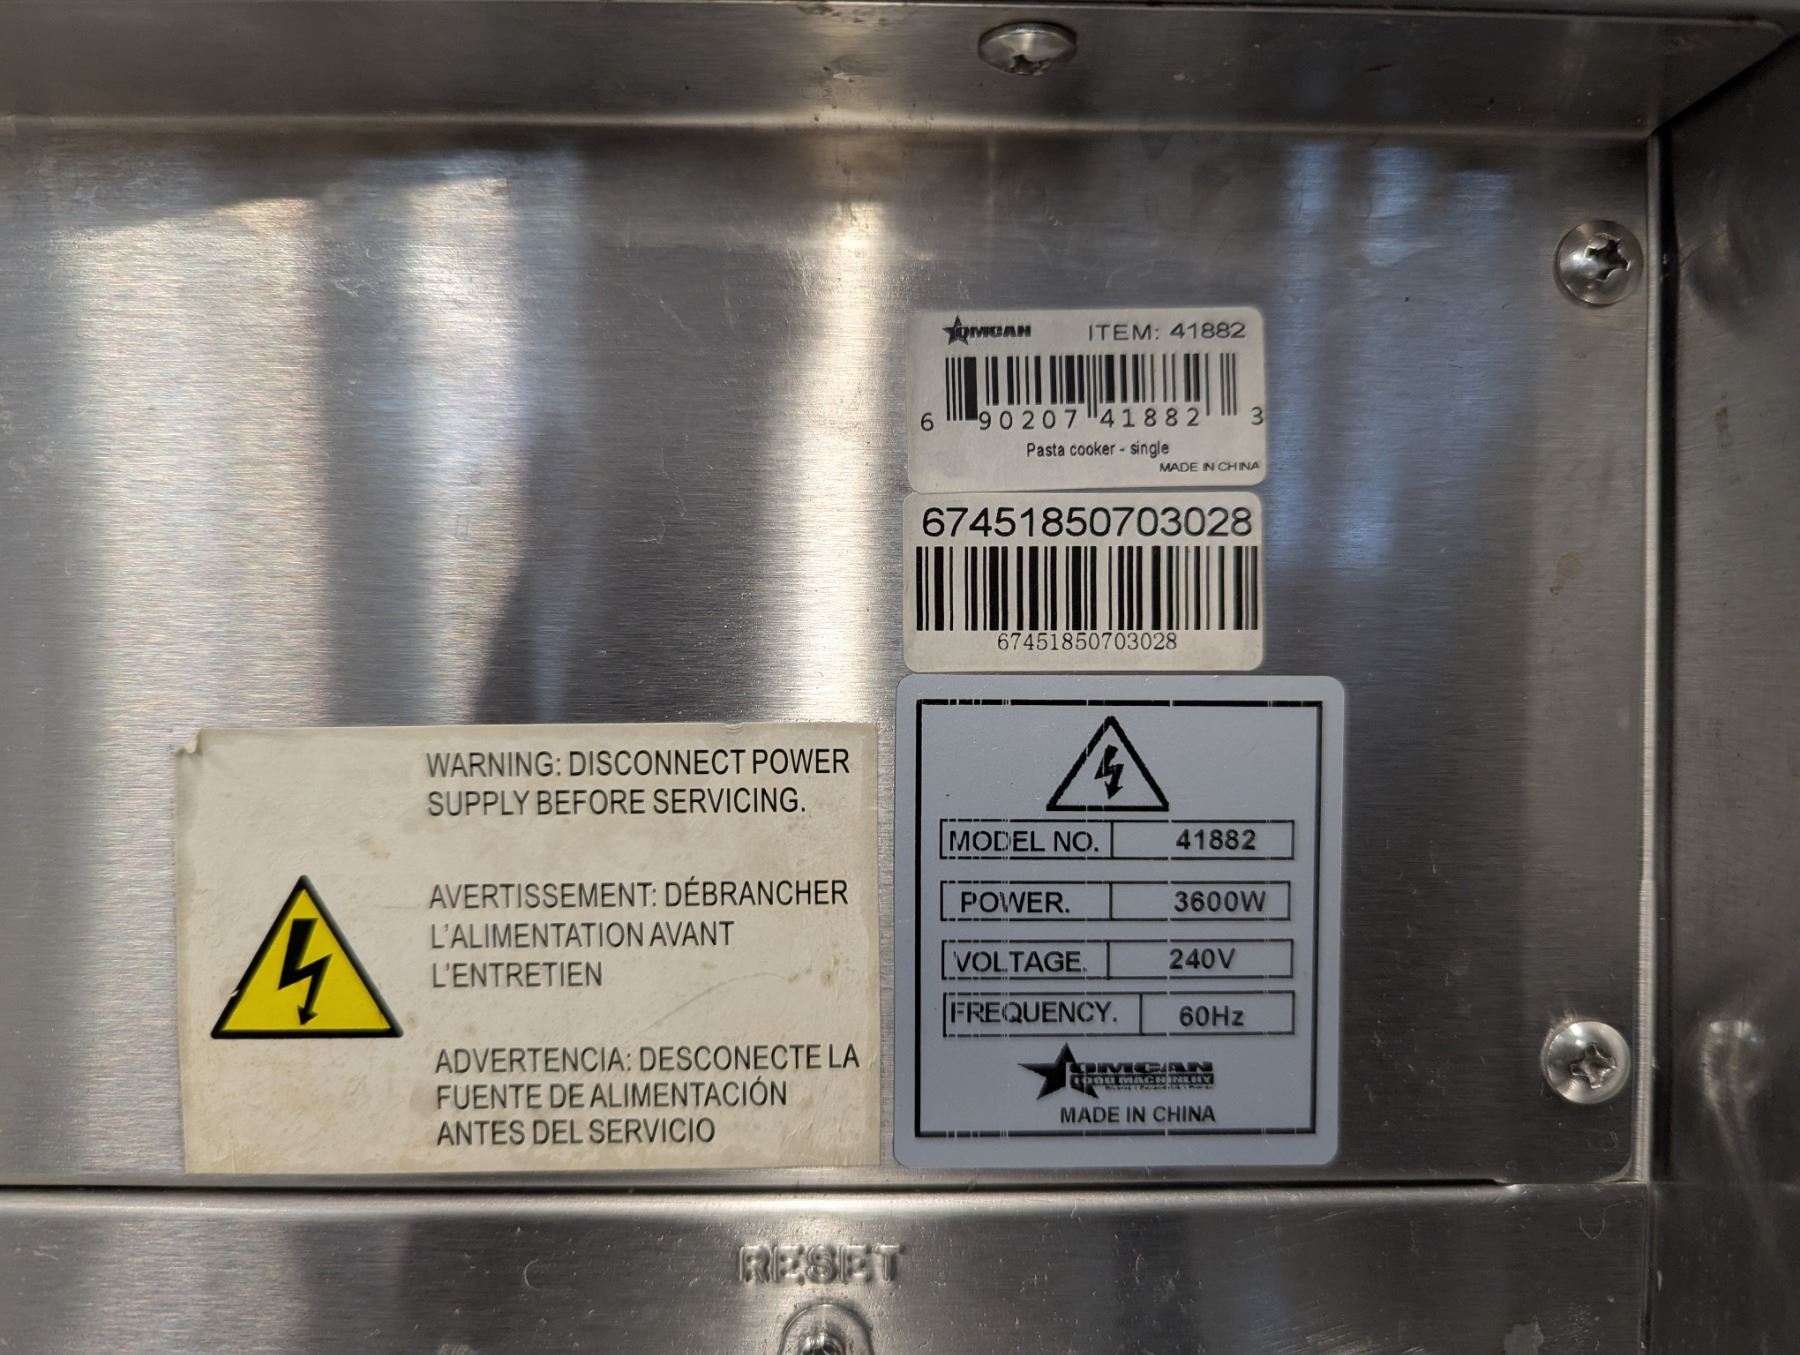 OMCAN ITEM: 41882
6 90207 41882 3
Pasta cooker - single
MADE IN CHINA
67451850703028
67451850703028
WARNING: DISCONNECT POWER
SUPPLY BEFORE SERVICING.
AVERTISSEMENT: DÉBRANCHER
L'ALIMENTATION AVANT
L'ENTRETIEN
ADVERTENCIA: DESCONECTE LA
FUENTE DE ALIMENTACIÓN
ANTES DEL SERVICIO
MODEL NO. 41882
POWER. 3600W
VOLTAGE. 240V
FREQUENCY. 60Hz
OMCAN
FOOD MACHINERY
MADE IN CHINA
RESET